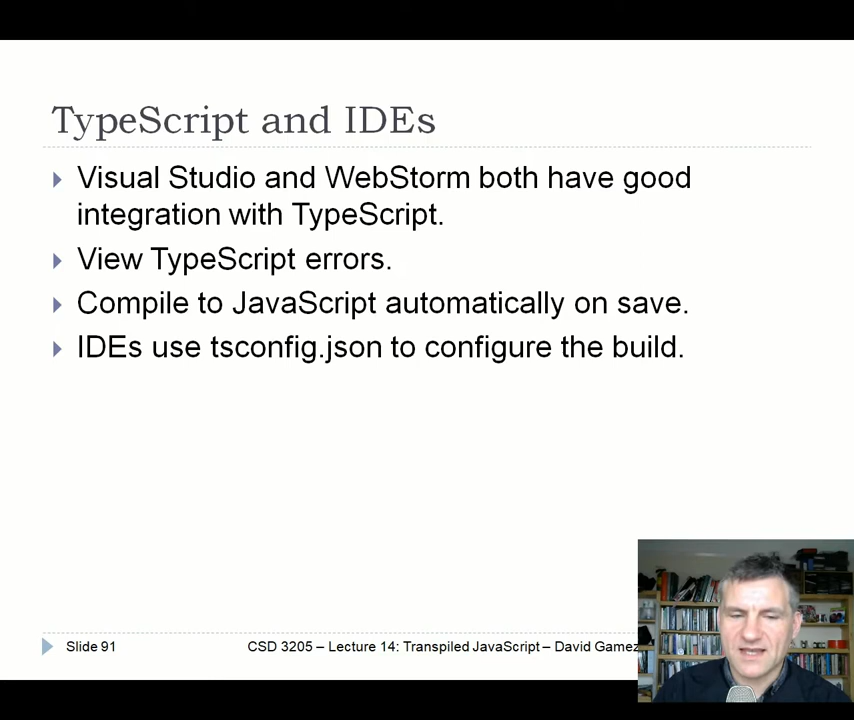 TypeScript and IDEs
Visual Studio and WebStorm both have good
integration with TypeScript.
View TypeScript errors.
Compile to JavaScript automatically on save.
IDEs use tsconfig.json to configure the build.
Slide 91
CSD 3205 – Lecture 14: Transpiled JavaScript – David Gamez